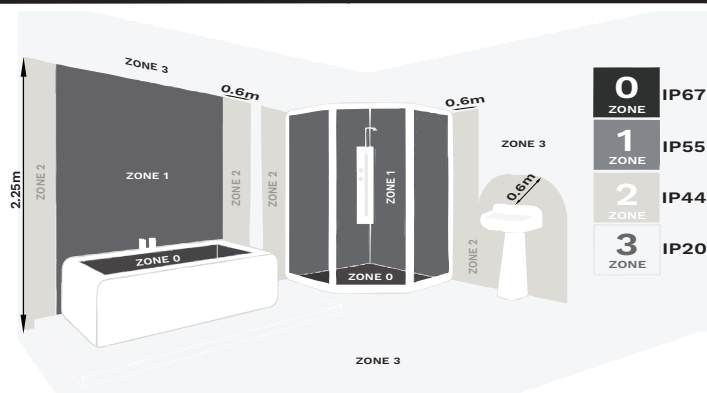 ZONE 3
0.6m
0.6m
2.25m
ZONE 2
ZONE 1
ZONE 2
ZONE 2
ZONE 1
ZONE 2
ZONE 3
0.6m
ZONE 0
ZONE 0
ZONE 3
0
ZONE
IP67
1
ZONE
IP55
2
ZONE
IP44
3
ZONE
IP20